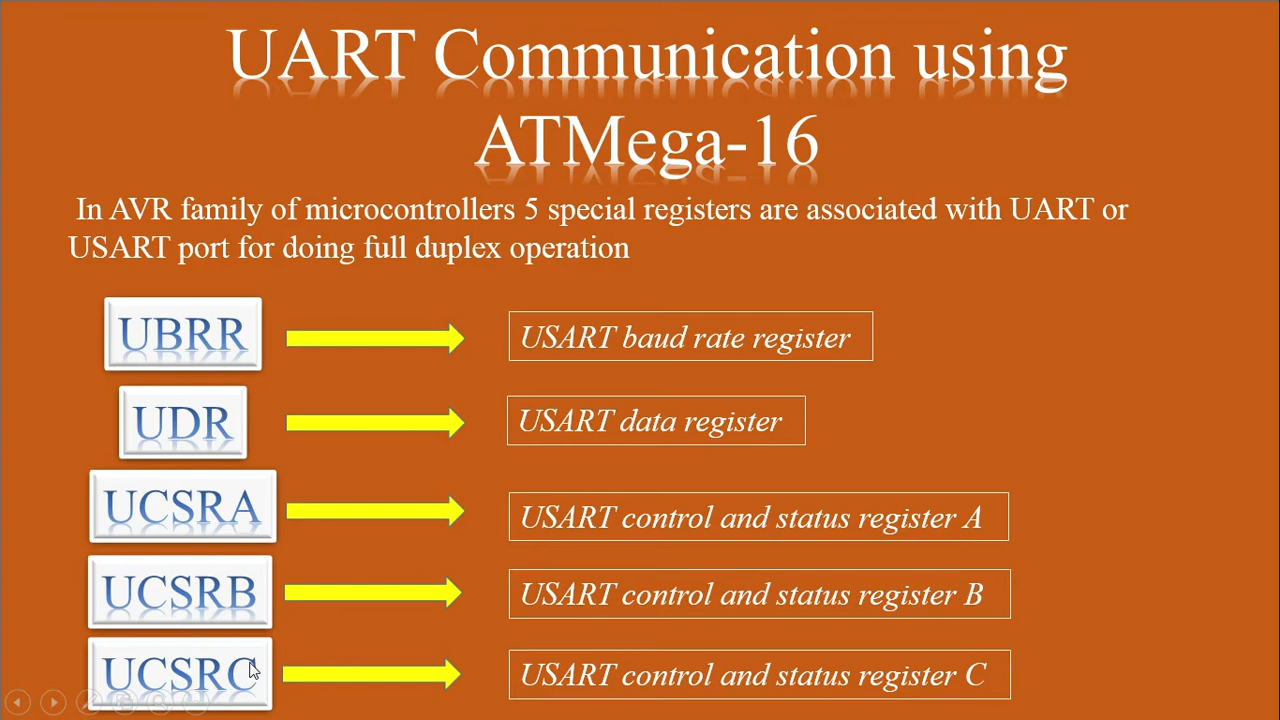 UART Communication using
ATMega-16
In AVR family of microcontrollers 5 special registers are associated with UART or
USART port for doing full duplex operation
UBRR
USART baud rate register
UDR
USART data register
UCSRA
USART control and status register A
UCSRB
USART control and status register B
UCSRC
USART control and status register C